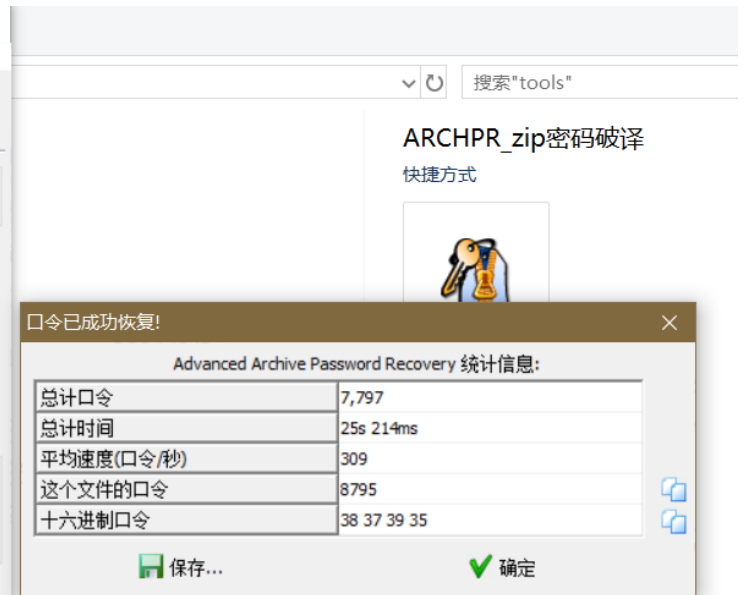 搜索"tools"
ARCHPR_zip密码破译
快捷方式
口令已成功恢复!
Advanced Archive Password Recovery 统计信息:
总计口令 7,797
总计时间 25s 214ms
平均速度(口令/秒) 309
这个文件的口令 8795
十六进制口令 38 37 39 35
保存... 确定